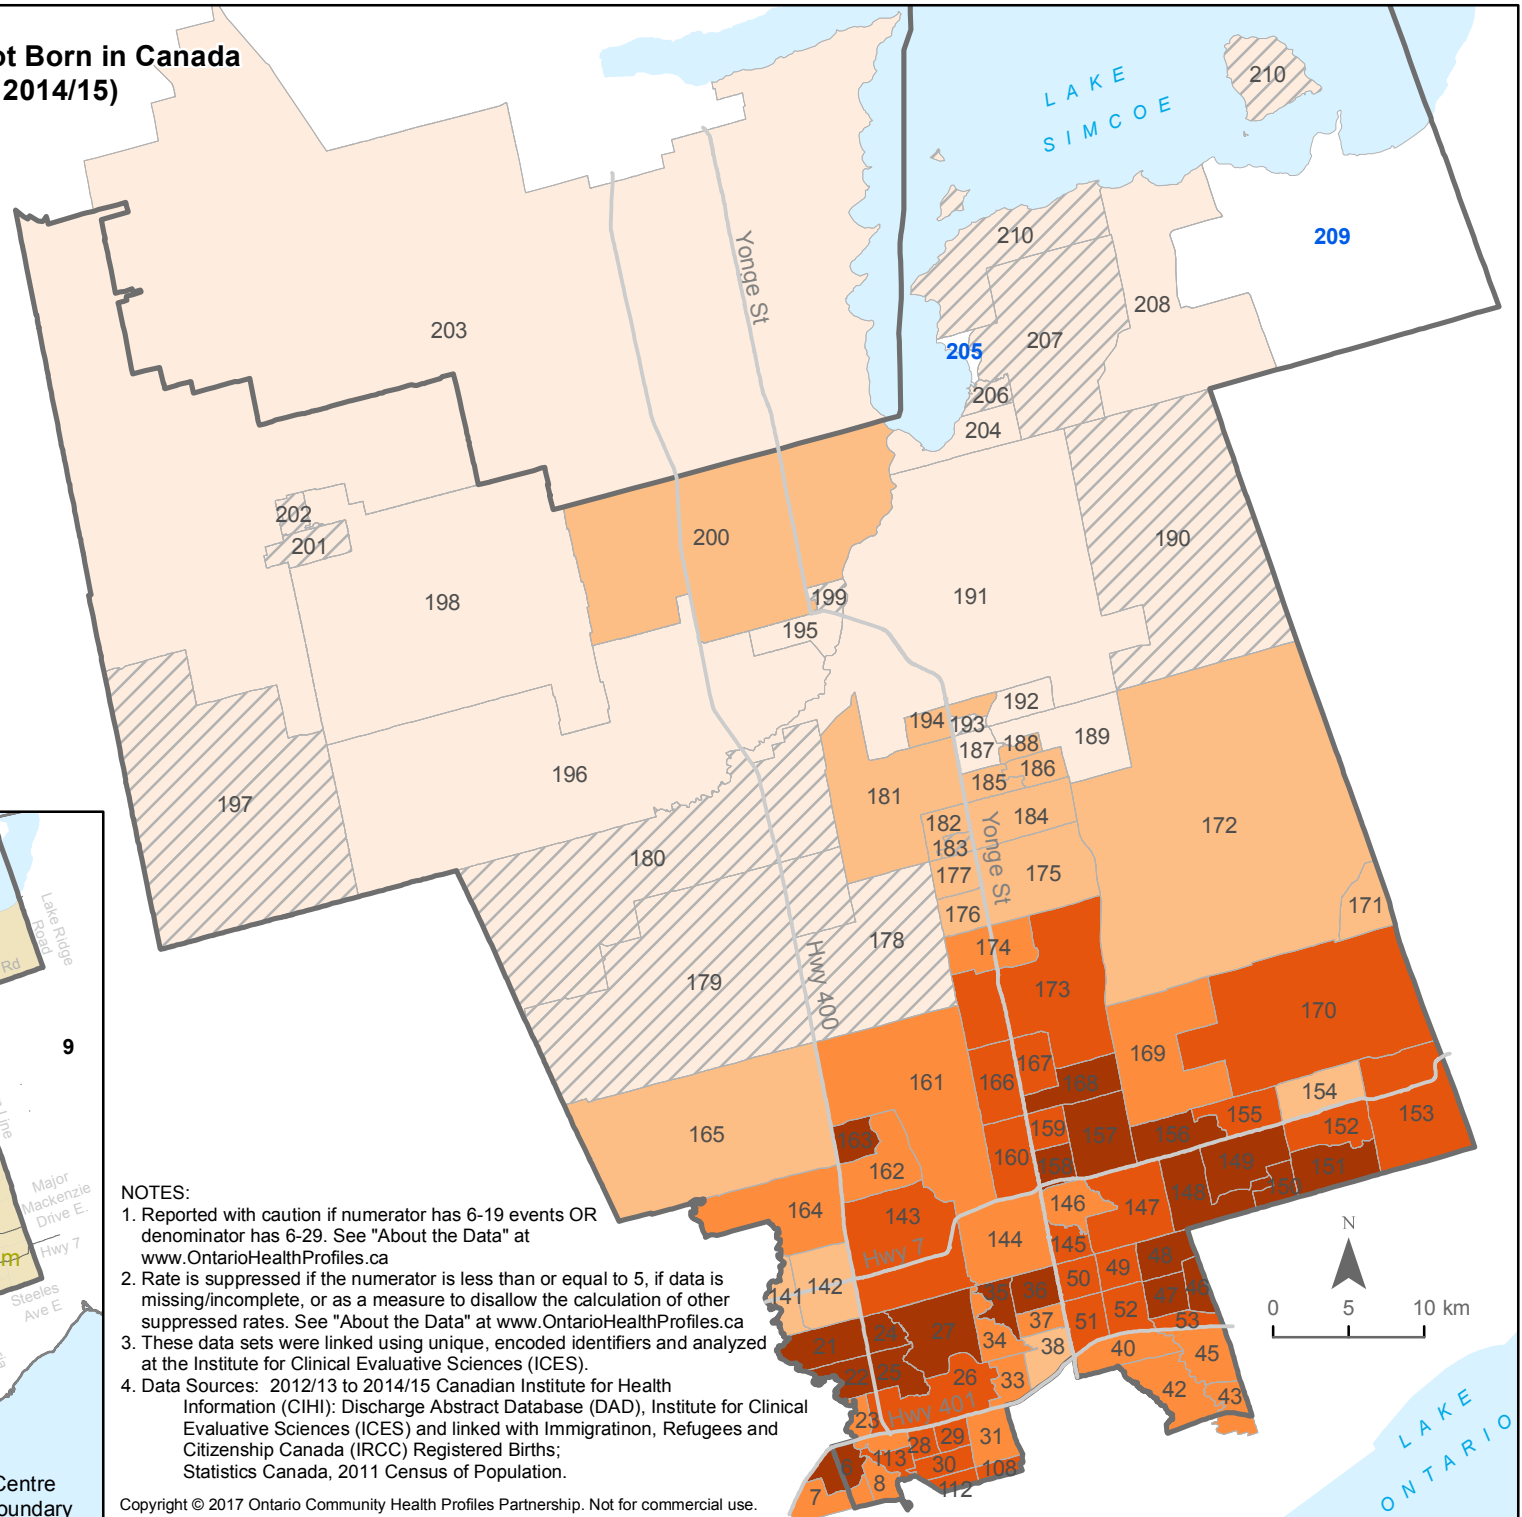 ot Born in Canada
2014/15)
LAKE
SIMCOE
210
209
210
208
207
205
206
204
Yonge St
203
202
201
198
200
199
195
191
190
192
194
193
189
187
188
186
185
197
196
181
184
182
183
172
180
Yonge St
177
175
176
171
178
174
179
Hwy 400
173
170
169
167
166
168
161
165
154
155
153
152
163
162
159
157
156
160
158
149
151
150
148
164
143
146
147
144
145
Hwy 7
142
141
50
49
48
46
47
35
36
37
51
52
53
21
24
27
34
38
40
45
22
25
26
33
42
43
23
Hwy 401
28
29
31
113
30
108
6
8
7
112
N
0 5 10 km
LAKE
ONTARIO
Lake Ridge
Road
Rd
9
Line
Major
Mackenzie
Drive E.
Hwy 7
m
Steeles
Ave E
Centre
oundary
NOTES:
1. Reported with caution if numerator has 6-19 events OR
denominator has 6-29. See "About the Data" at
www.OntarioHealthProfiles.ca
2. Rate is suppressed if the numerator is less than or equal to 5, if data is
missing/incomplete, or as a measure to disallow the calculation of other
suppressed rates. See "About the Data" at www.OntarioHealthProfiles.ca
3. These data sets were linked using unique, encoded identifiers and analyzed
at the Institute for Clinical Evaluative Sciences (ICES).
4. Data Sources: 2012/13 to 2014/15 Canadian Institute for Health
Information (CIHI): Discharge Abstract Database (DAD), Institute for Clinical
Evaluative Sciences (ICES) and linked with Immigratinon, Refugees and
Citizenship Canada (IRCC) Registered Births;
Statistics Canada, 2011 Census of Population.
Copyright © 2017 Ontario Community Health Profiles Partnership. Not for commercial use.